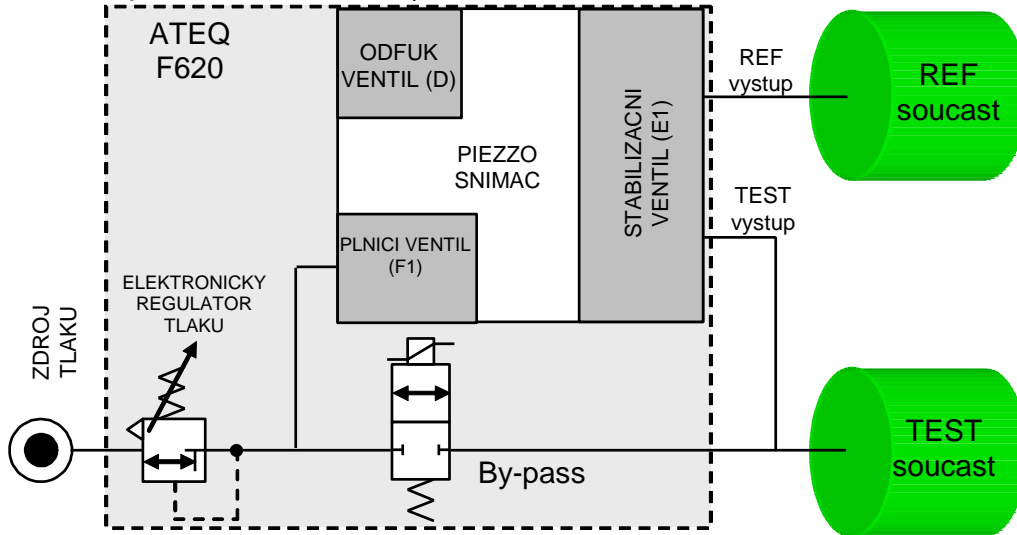 ATEQ
F620
ODFUK
VENTIL (D)
PIEZZO
SNIMAC
STABILIZACNI
VENTIL (E1)
REF
vystup
REF
soucast
TEST
vystup
PLNICI VENTIL
(F1)
ELEKTRONICKY
REGULATOR
TLAKU
ZDROJ
TLAKU
By-pass
TEST
soucast